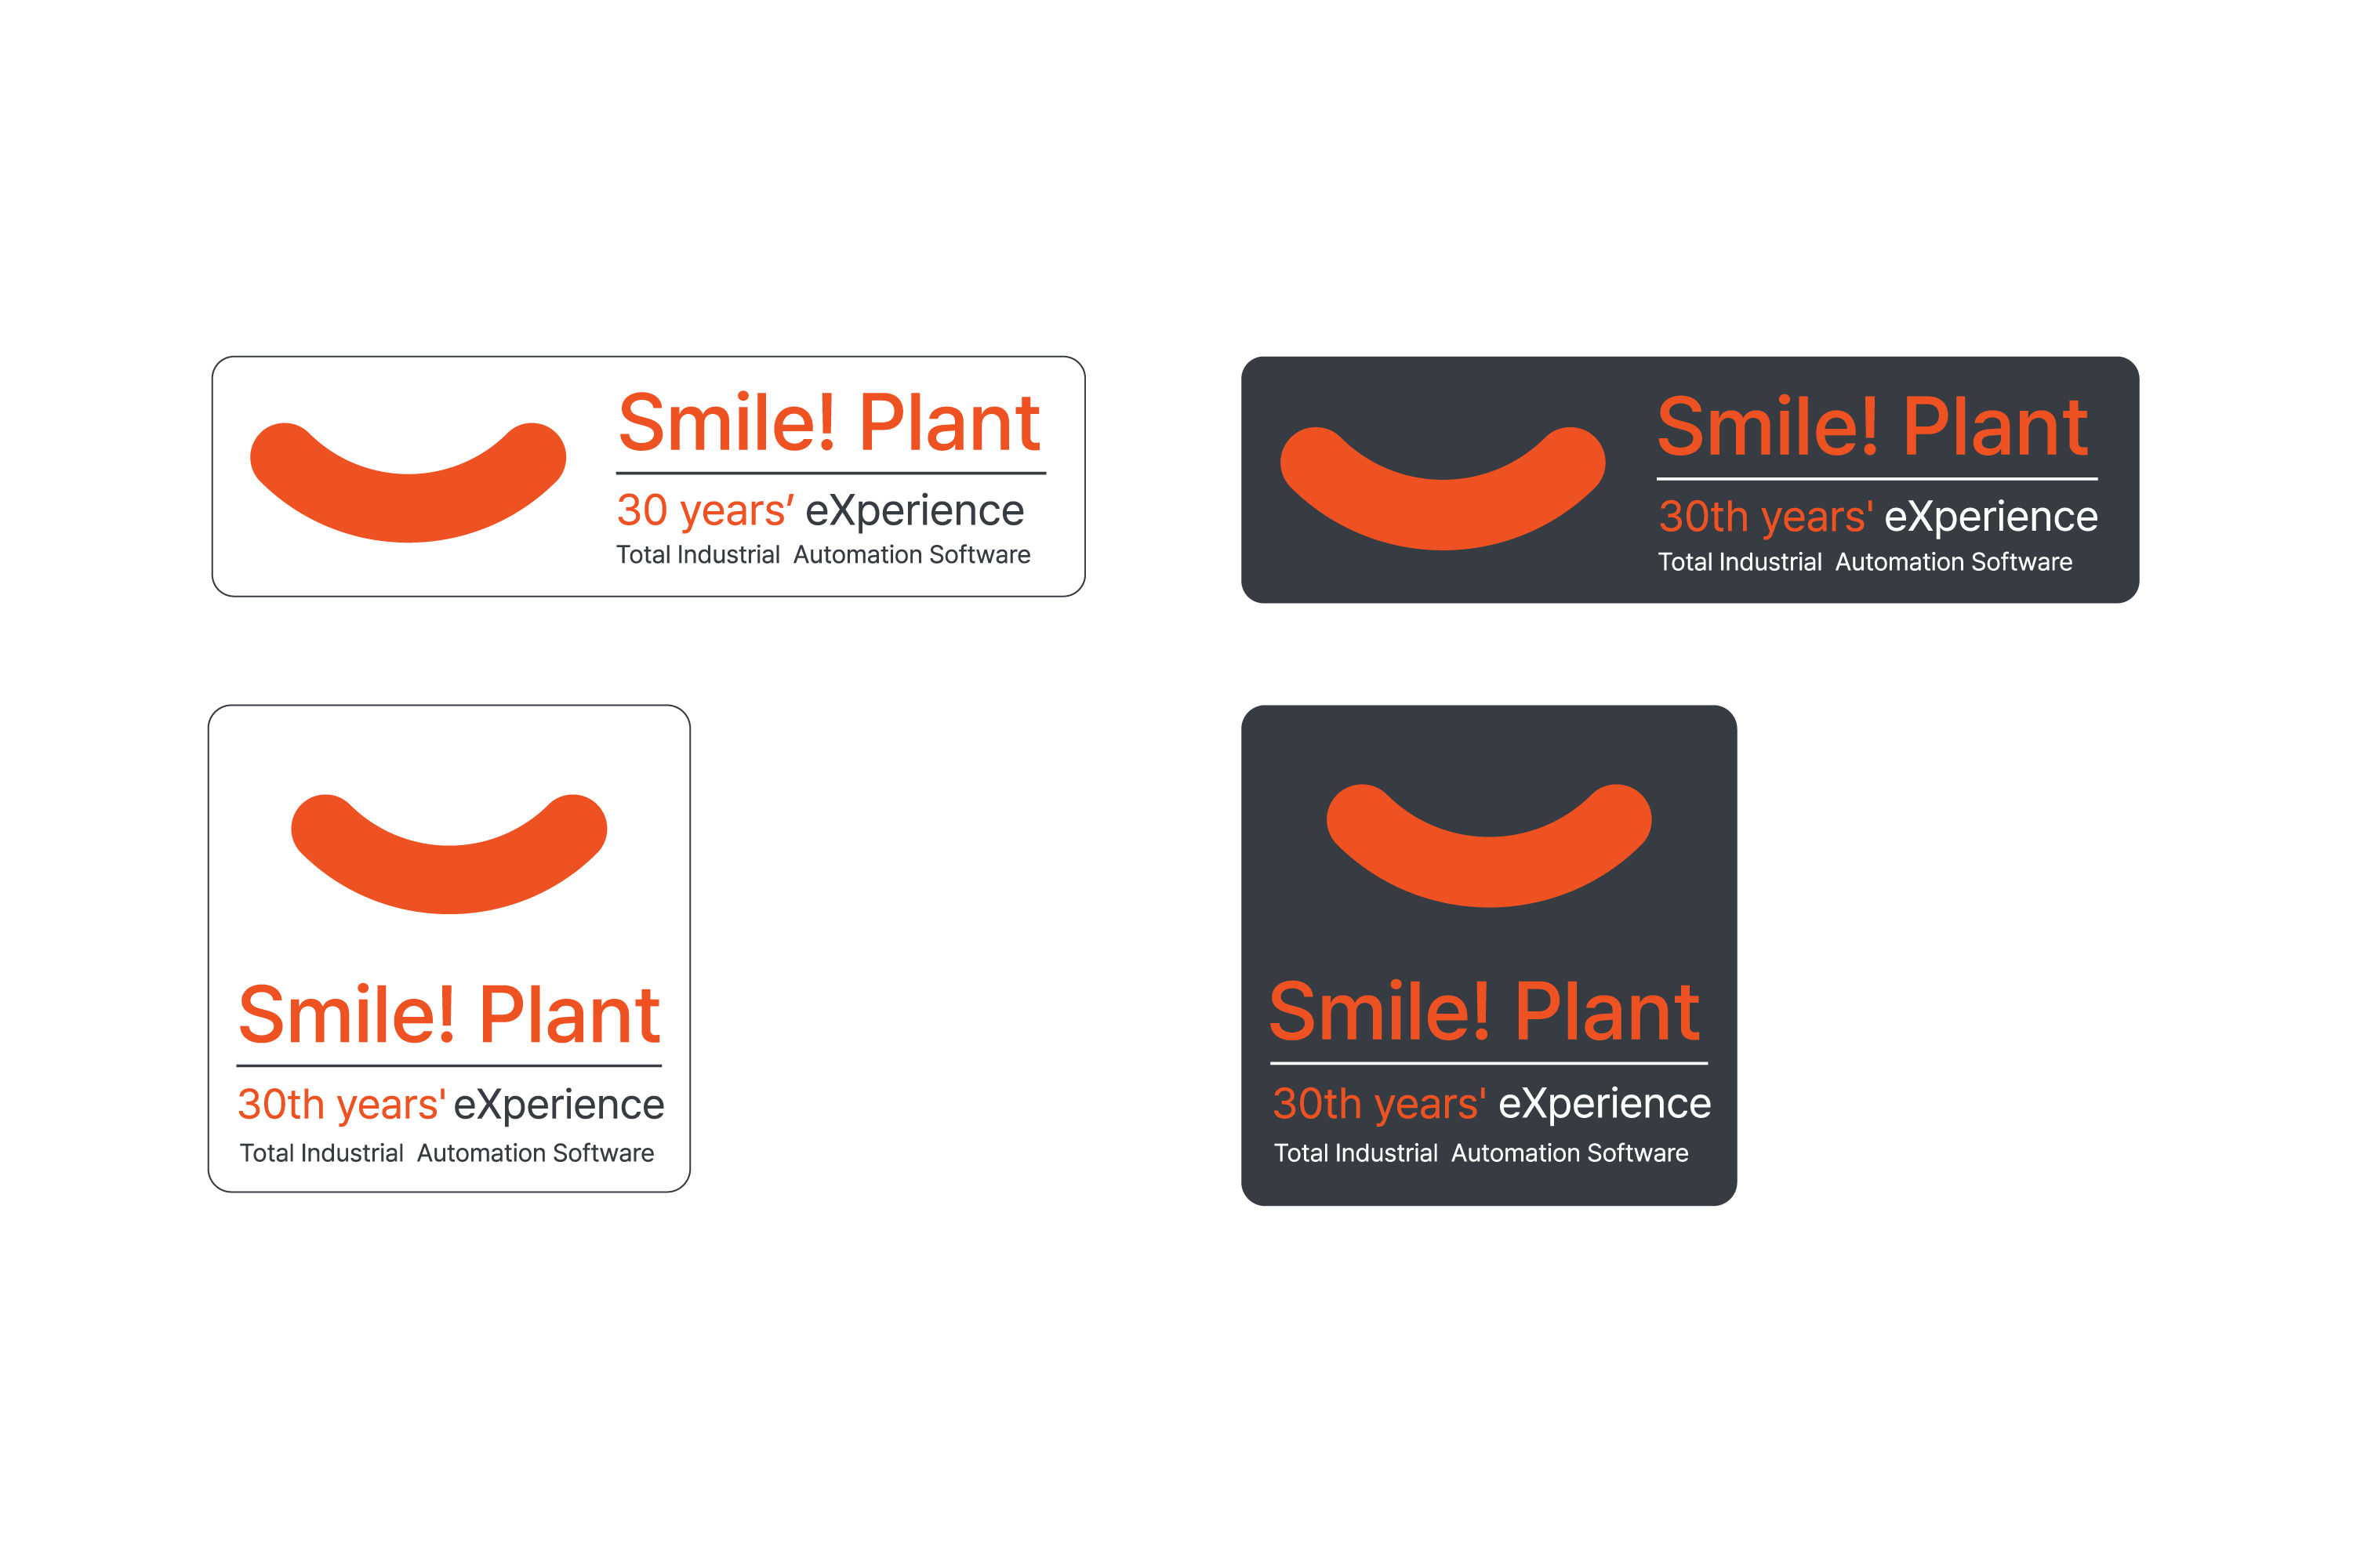 Smile! Plant
30 years’ eXperience
Total Industrial Automation Software
Smile! Plant
30th years' eXperience
Total Industrial Automation Software
Smile! Plant
30th years' eXperience
Total Industrial Automation Software
Smile! Plant
30th years' eXperience
Total Industrial Automation Software